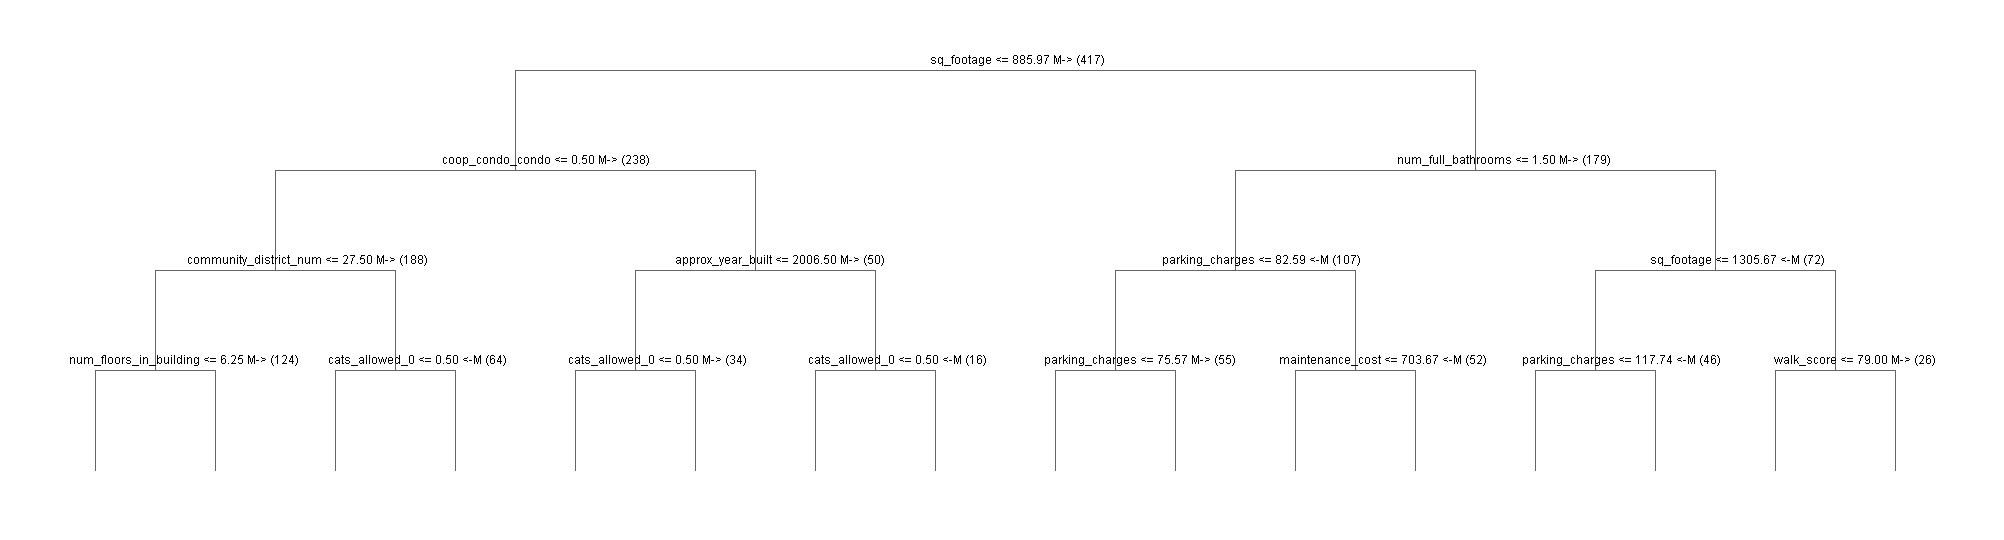 sq_footage <= 885.97 M-> (417)
coop_condo_condo <= 0.50 M-> (238)
num_full_bathrooms <= 1.50 M-> (179)
community_district_num <= 27.50 M-> (188)
approx_year_built <= 2006.50 M-> (50)
parking_charges <= 82.59 <-M (107)
sq_footage <= 1305.67 <-M (72)
num_floors_in_building <= 6.25 M-> (124)
cats_allowed_0 <= 0.50 <-M (64)
cats_allowed_0 <= 0.50 M-> (34)
cats_allowed_0 <= 0.50 <-M (16)
parking_charges <= 75.57 M-> (55)
maintenance_cost <= 703.67 <-M (52)
parking_charges <= 117.74 <-M (46)
walk_score <= 79.00 M-> (26)